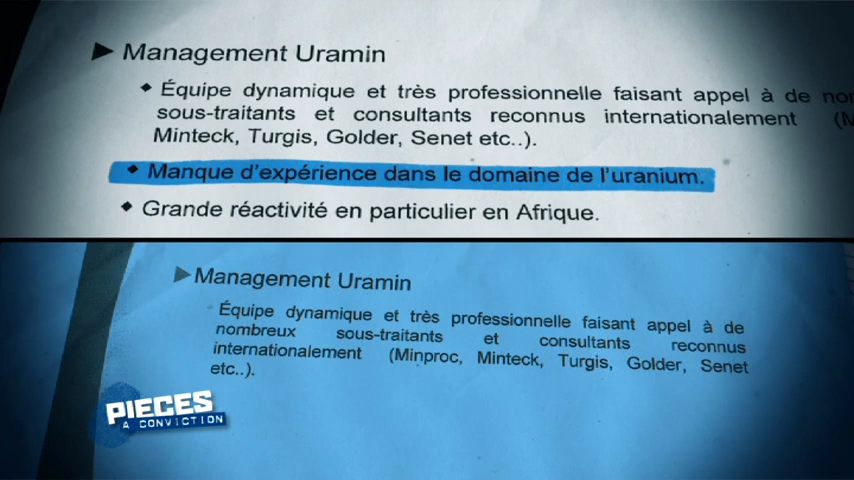 ► Management Uramin
◆ Équipe dynamique et très professionnelle faisant appel à de
sous-traitants et consultants reconnus internationalement
Minteck, Turgis, Golder, Senet etc..).
◆ Manque d'expérience dans le domaine de l'uranium.
◆ Grande réactivité en particulier en Afrique.
► Management Uramin
Équipe dynamique et très professionnelle faisant appel à de
nombreux sous-traitants et consultants reconnus
internationalement (Minproc, Minteck, Turgis, Golder, Senet
etc..).
PIECES
A CONVICTION